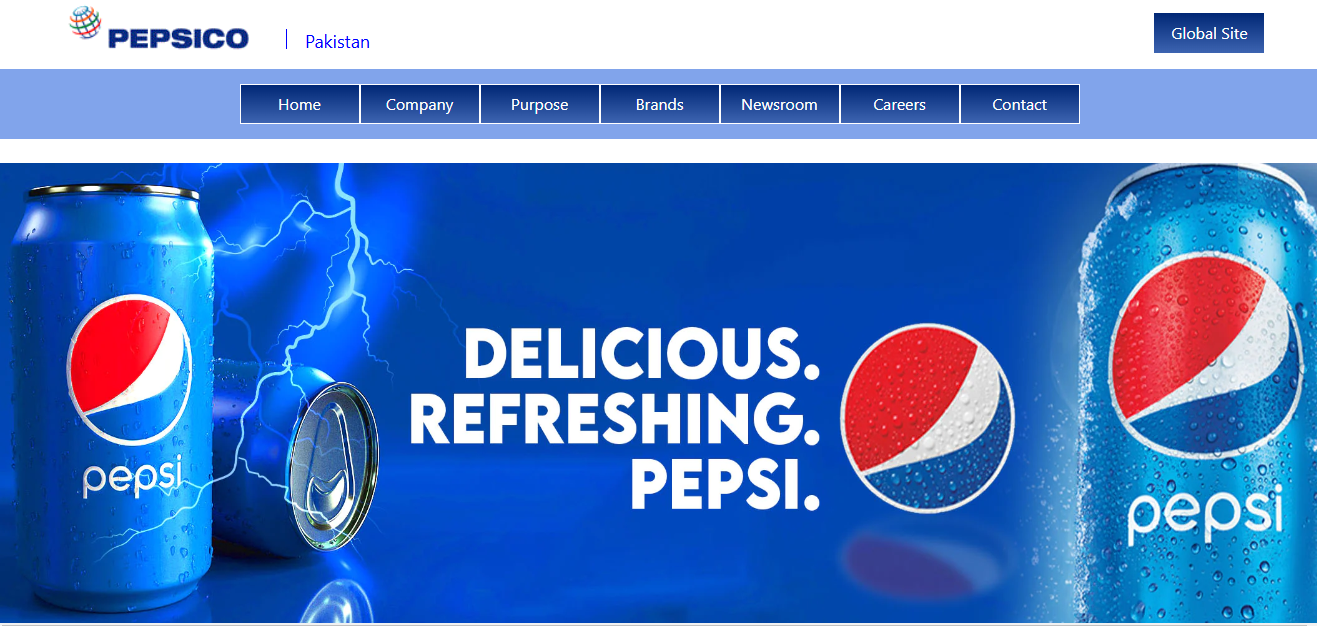 PEPSICO
Pakistan
Global Site
Home
Company
Purpose
Brands
Newsroom
Careers
Contact
DELICIOUS.
REFRESHING.
PEPSI.
pepsi
pepsi